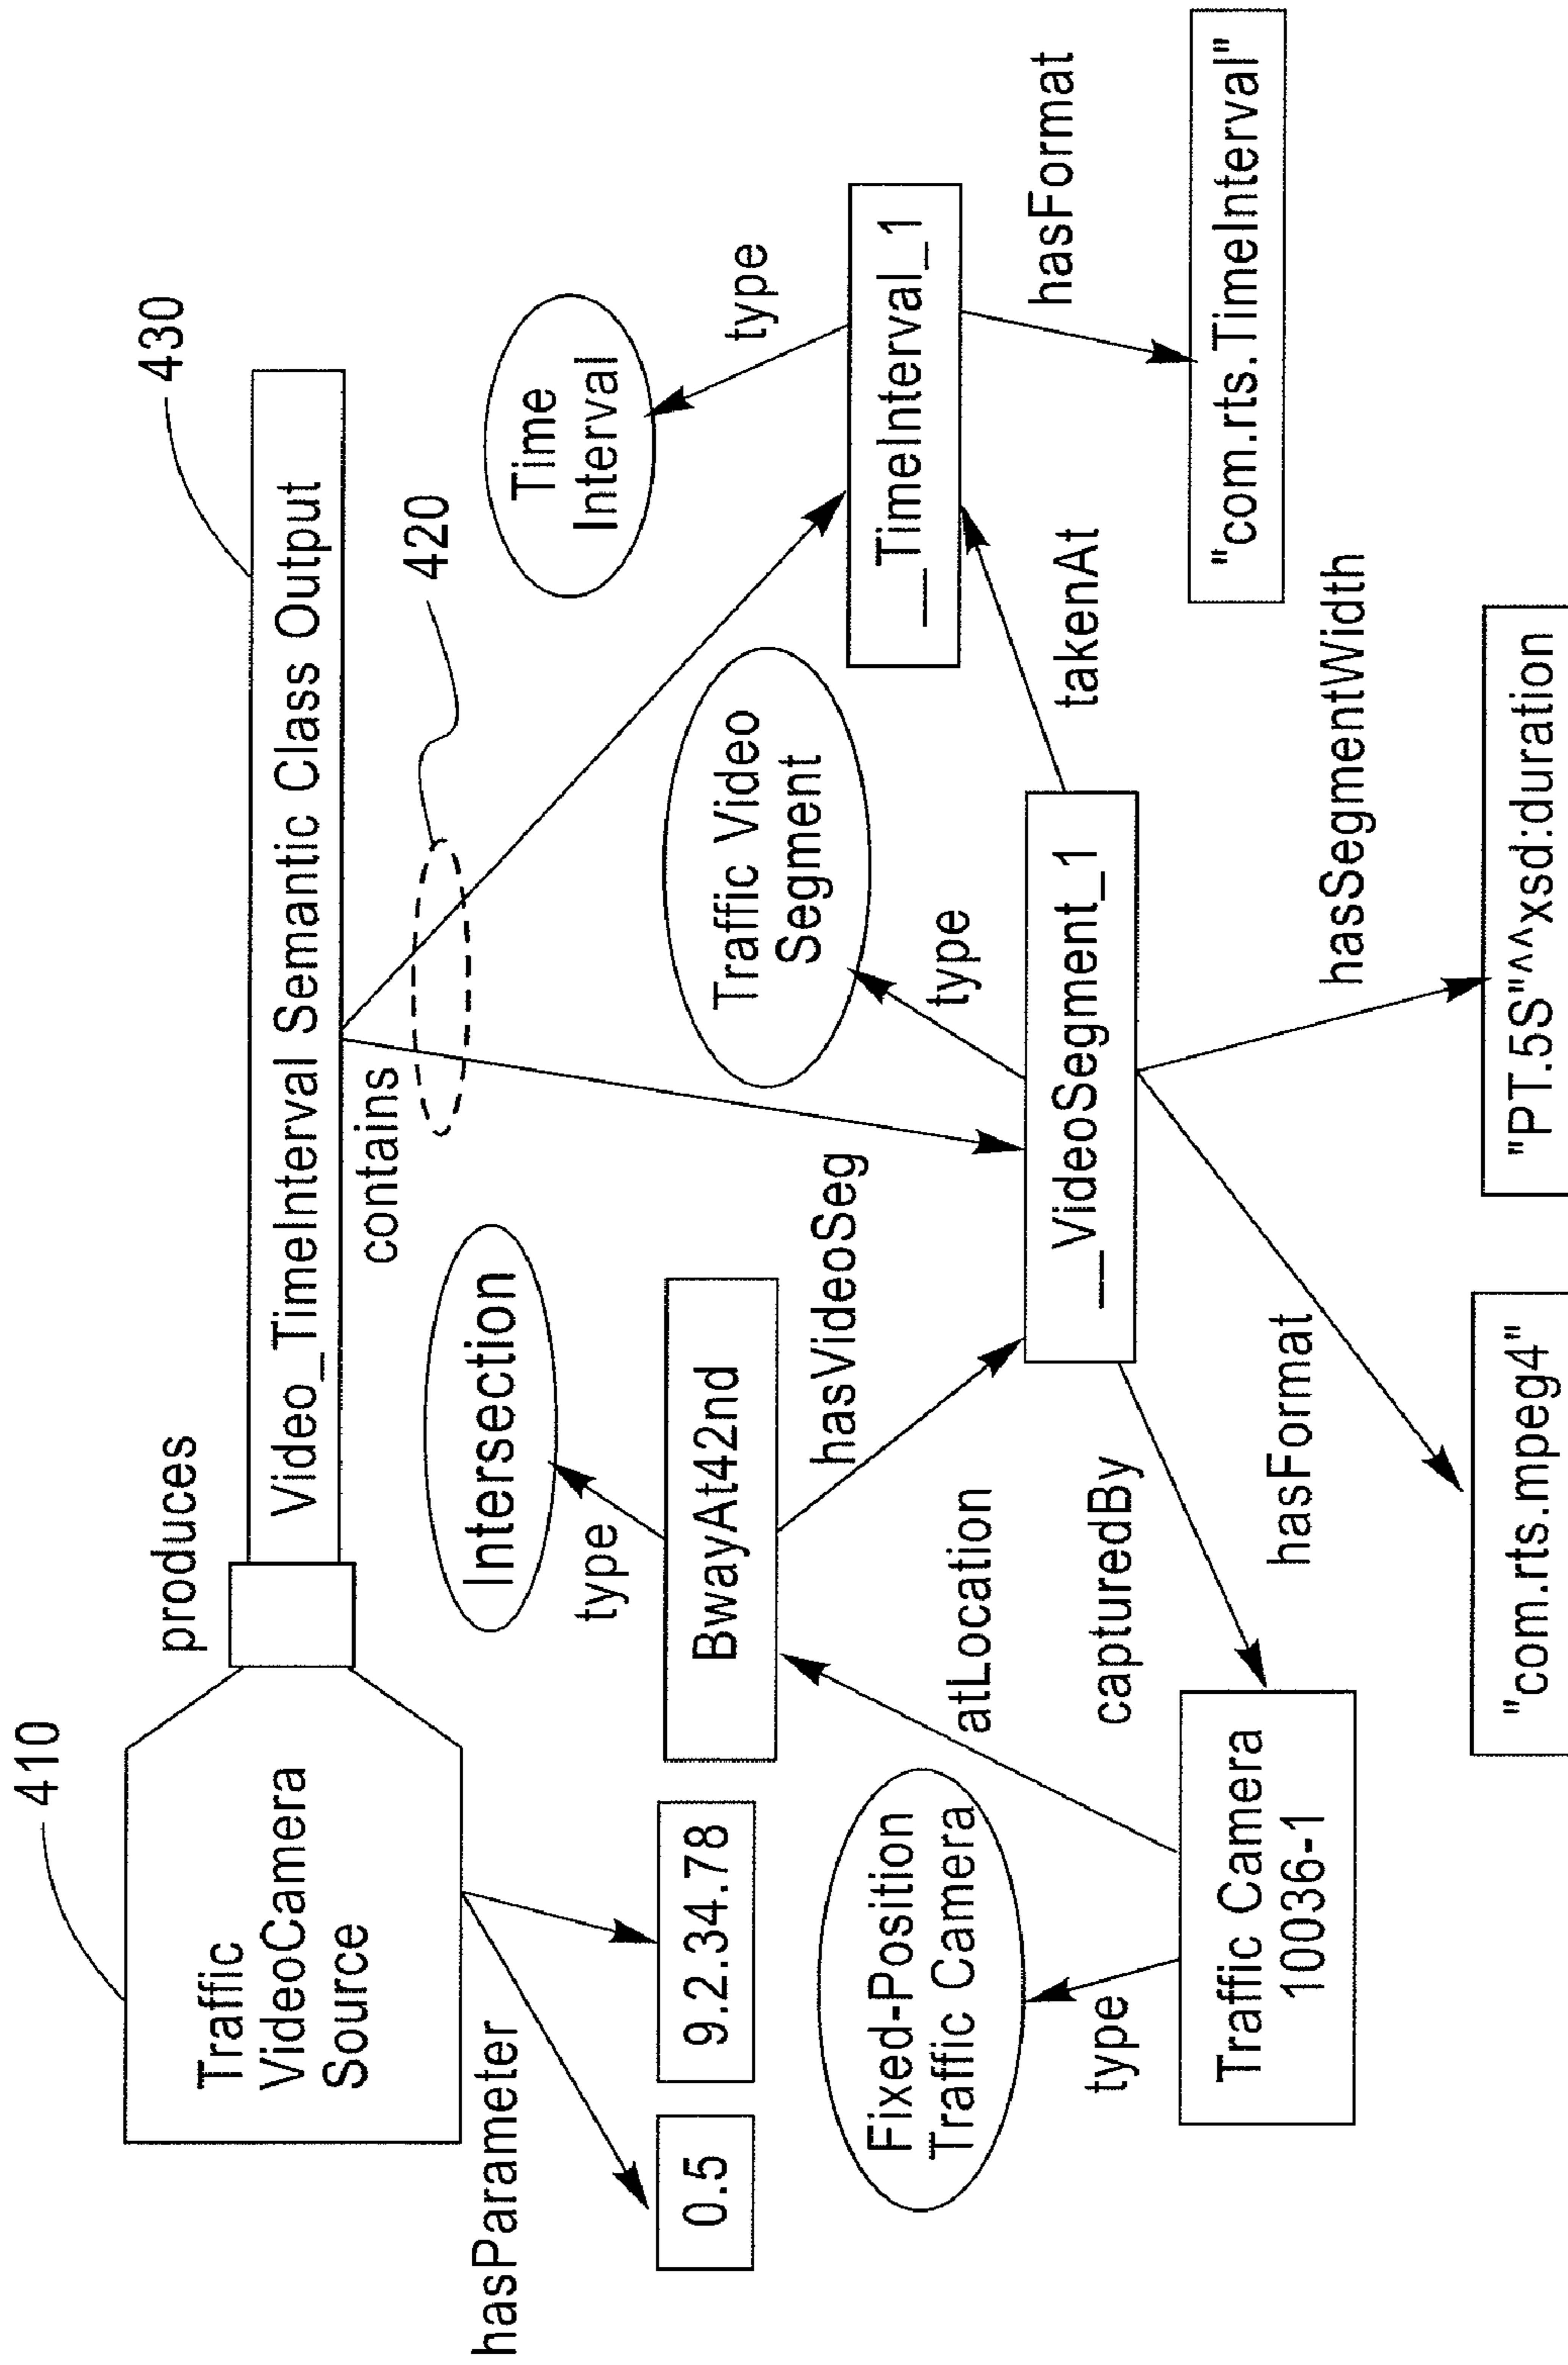 410
Traffic
VideoCamera
Source
produces
430
Video_TimeInterval Semantic Class Output
hasParameter
contains
420
0.5
9.2.34.78
Intersection
type
BwayAt42nd
hasVideoSeg
Time
Interval
type
Traffic Video
Segment
type
__TimeInterval_1
hasFormat
takenAt
"com.rts.TimeInterval"
Fixed-Position
Traffic Camera
type
atLocation
capturedBy
__VideoSegment_1
Traffic Camera
10036-1
hasFormat
hasSegmentWidth
"com.rts.mpeg4"
"PT.5S"^^xsd:duration